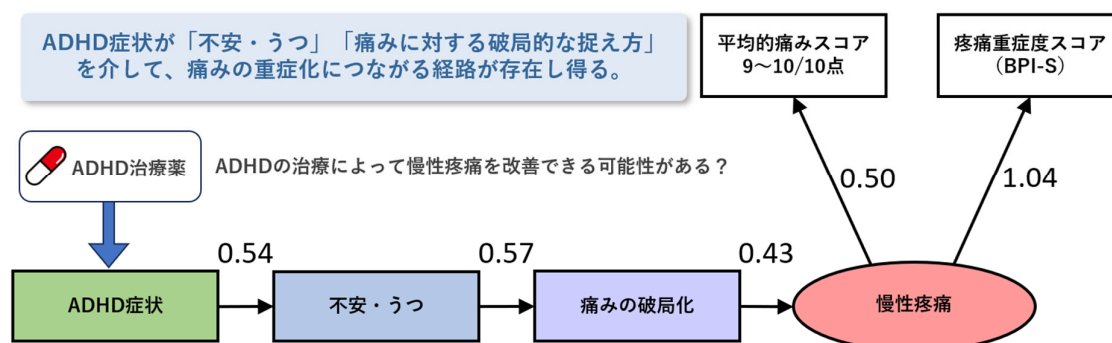 ADHD症状が「不安・うつ」「痛みに対する破局的な捉え方」
を介して、痛みの重症化につながる経路が存在し得る。
平均的痛みスコア
9～10/10点
疼痛重症度スコア
（BPI-S）
ADHD治療薬
ADHDの治療によって慢性疼痛を改善できる可能性がある？
0.50
1.04
0.54
0.57
0.43
ADHD症状
不安・うつ
痛みの破局化
慢性疼痛